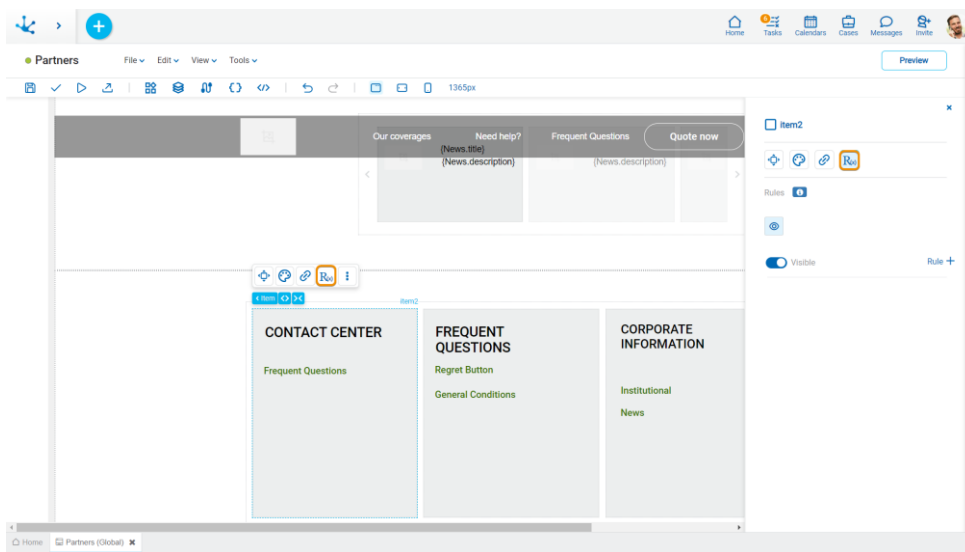 6
Home
Tasks
Calendars
Cases
Messages
Invite
Partners
File
Edit
View
Tools
Preview
1365px
item2
Our coverages
Need help?
Frequent Questions
Quote now
{News.title}
{News.description}
{News.description}
R(x)
Rules
Visible
Rule +
R(x)
item
item2
CONTACT CENTER
FREQUENT
QUESTIONS
CORPORATE
INFORMATION
Frequent Questions
Regret Button
General Conditions
Institutional
News
Home
Partners (Global)